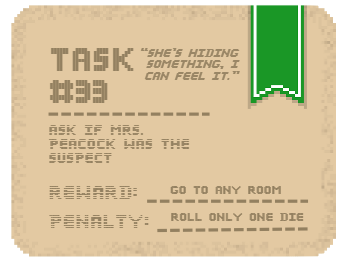 TASK
#33
"SHE'S HIDING
SOMETHING, I
CAN FEEL IT."
ASK IF MRS.
PEACOCK WAS THE
SUSPECT
REWARD: GO TO ANY ROOM
PENALTY: ROLL ONLY ONE DIE